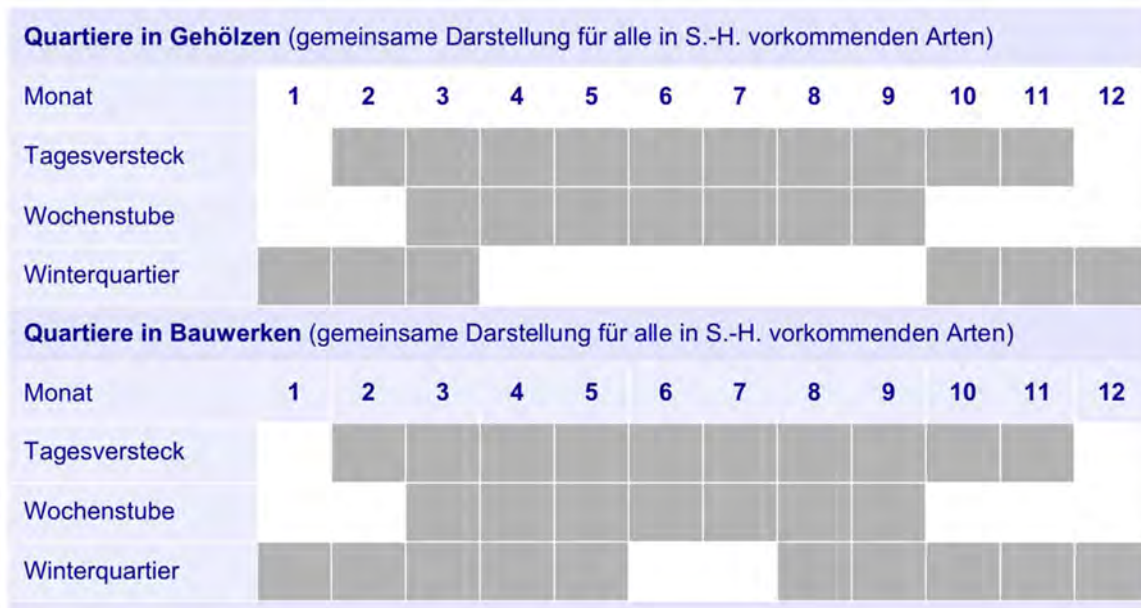 Quartiere in Gehölzen (gemeinsame Darstellung für alle in S.-H. vorkommenden Arten)
Monat 1 2 3 4 5 6 7 8 9 10 11 12
Tagesversteck
Wochenstube
Winterquartier
Quartiere in Bauwerken (gemeinsame Darstellung für alle in S.-H. vorkommenden Arten)
Monat 1 2 3 4 5 6 7 8 9 10 11 12
Tagesversteck
Wochenstube
Winterquartier